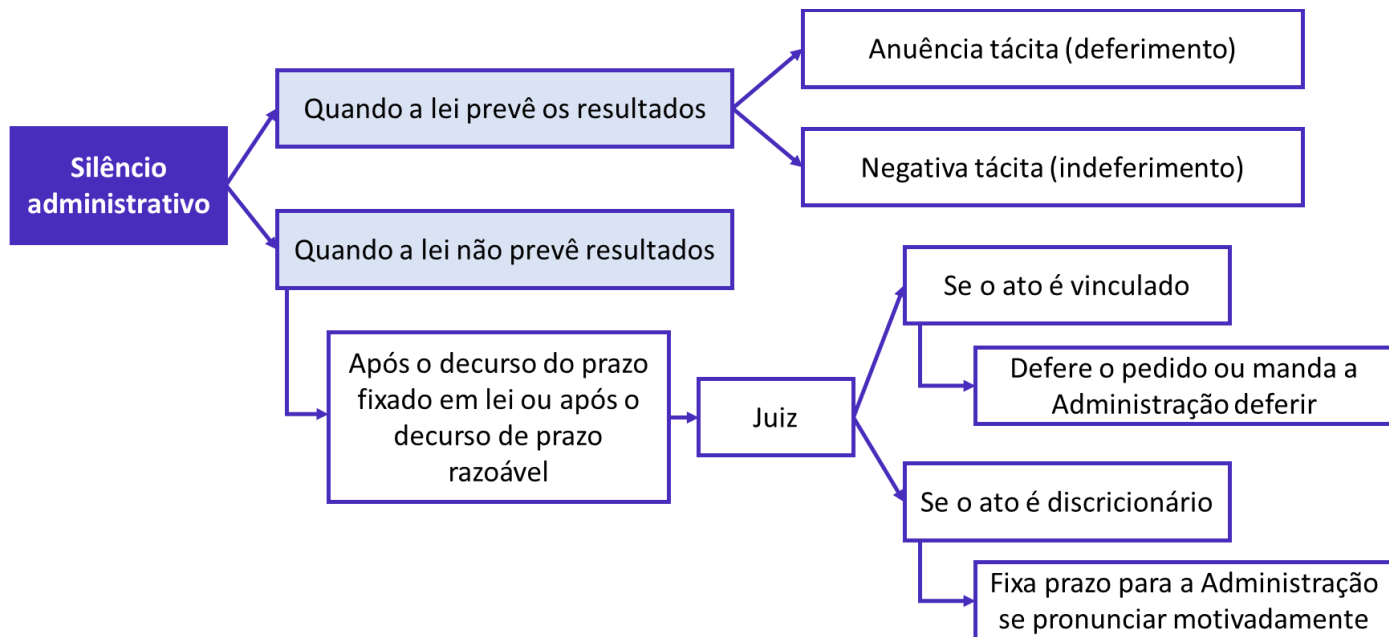 Silêncio
administrativo
Quando a lei prevê os resultados
Anuência tácita (deferimento)
Negativa tácita (indeferimento)
Quando a lei não prevê resultados
Após o decurso do prazo
fixado em lei ou após o
decurso de prazo
razoável
Juiz
Se o ato é vinculado
Defere o pedido ou manda a
Administração deferir
Se o ato é discricionário
Fixa prazo para a Administração
se pronunciar motivadamente